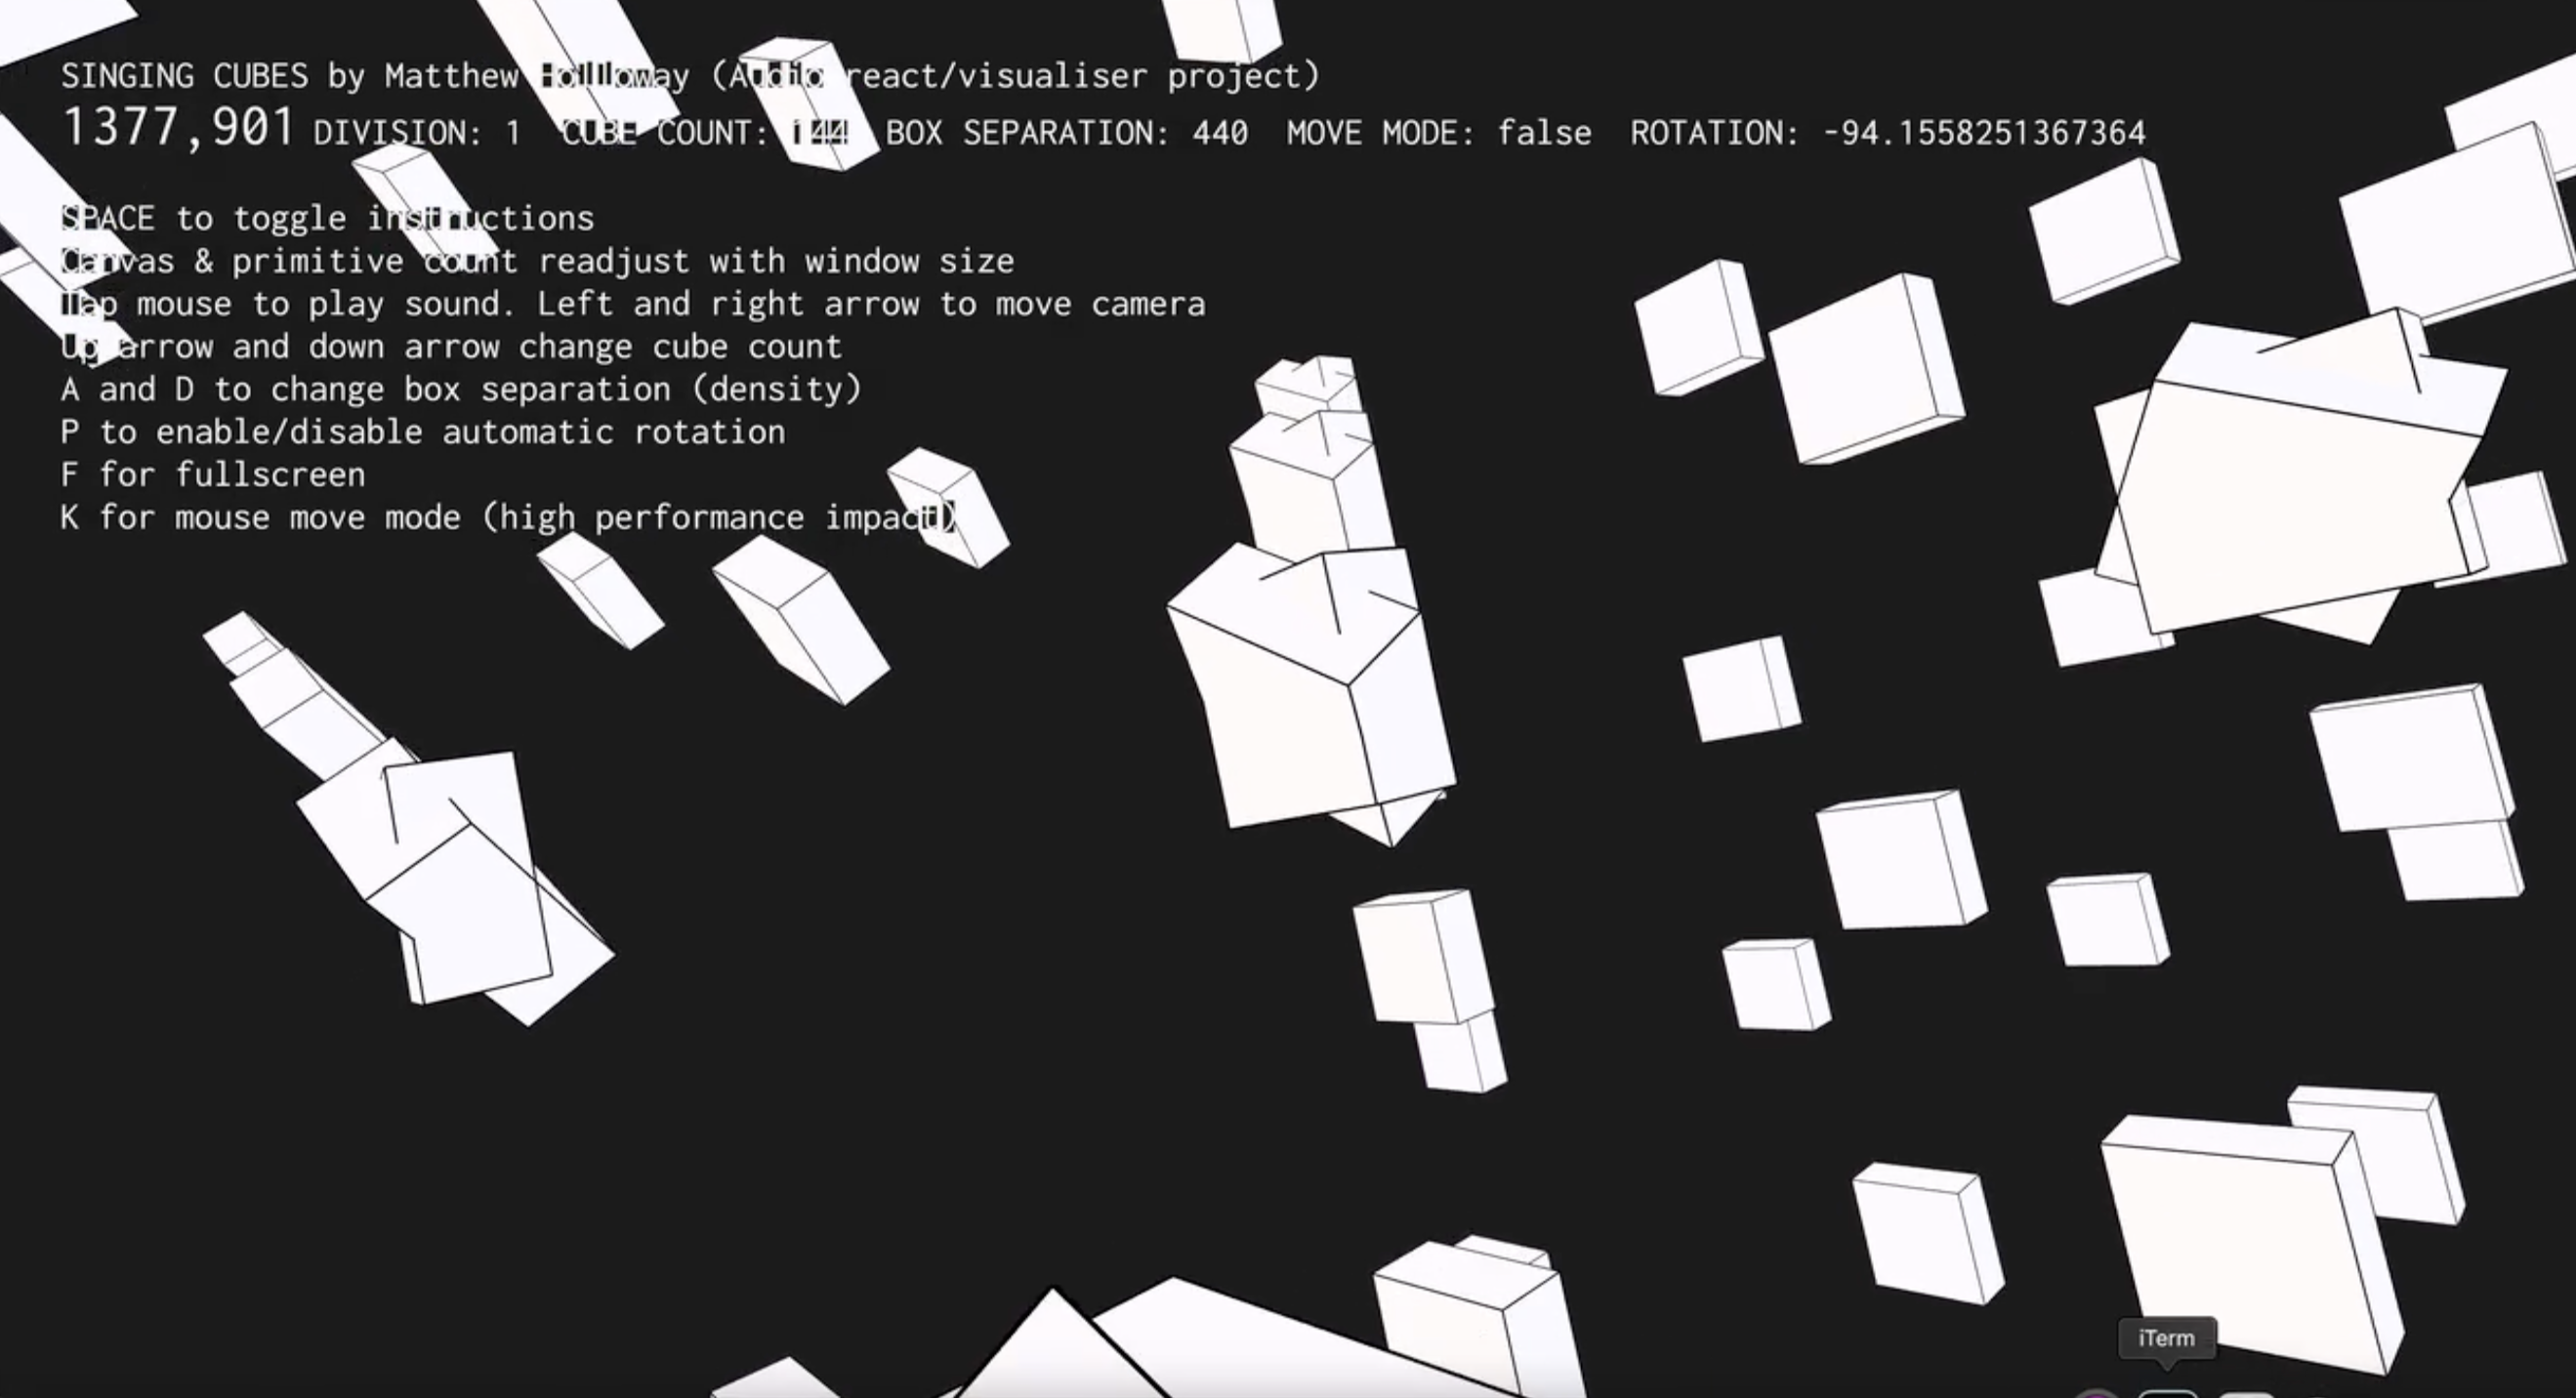 SINGING CUBES by Matthew Holloway (Audio react/visualiser project)
1377,901 DIVISION: 1 CUBE COUNT: 144 BOX SEPARATION: 440 MOVE MODE: false ROTATION: -94.1558251367364
SPACE to toggle instructions
Canvas & primitive count readjust with window size
Tap mouse to play sound. Left and right arrow to move camera
Up arrow and down arrow change cube count
A and D to change box separation (density)
P to enable/disable automatic rotation
F for fullscreen
K for mouse move mode (high performance impact)
iTerm